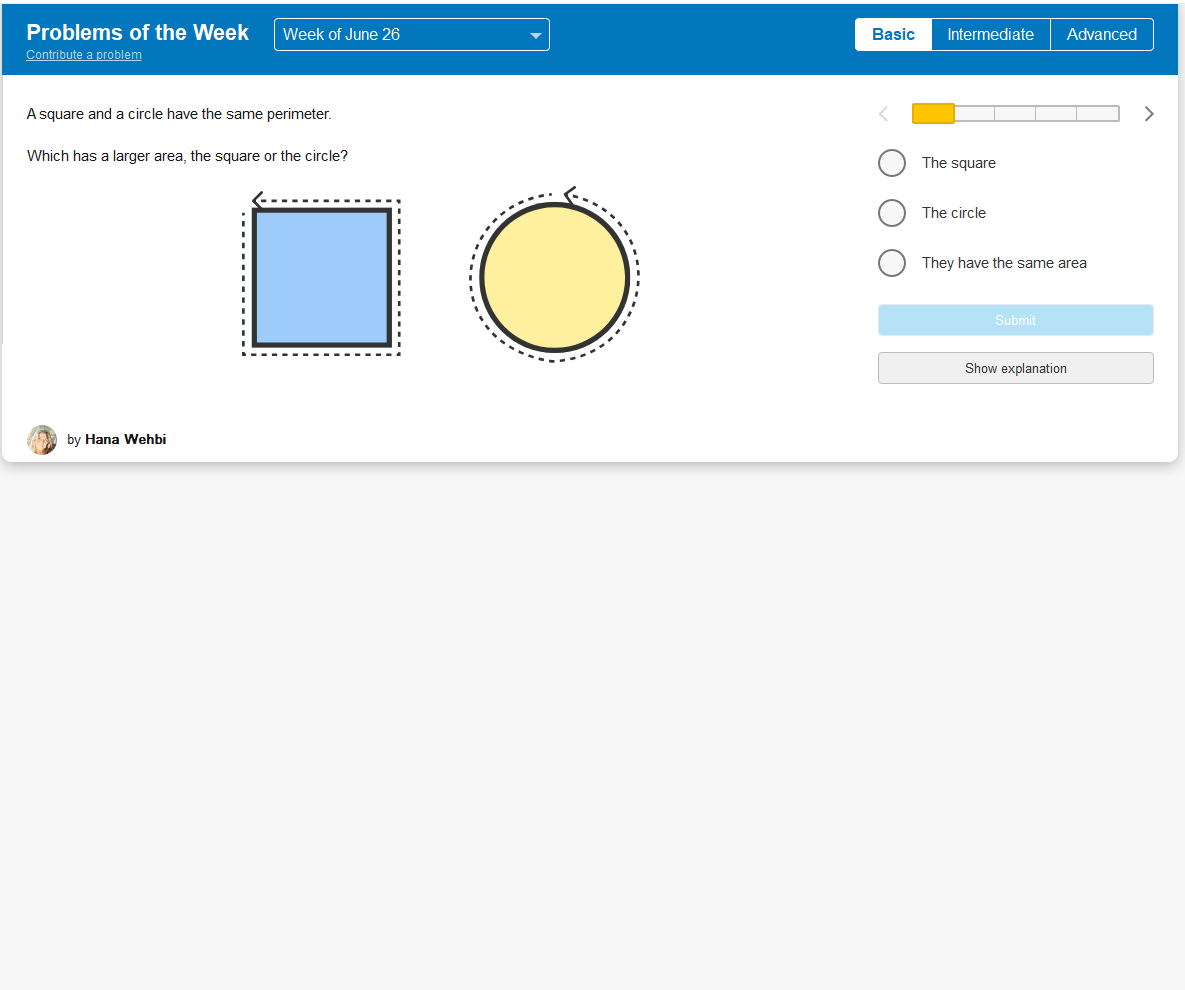 Problems of the Week
Contribute a problem
Week of June 26
Basic
Intermediate
Advanced
A square and a circle have the same perimeter.
Which has a larger area, the square or the circle?
The square
The circle
They have the same area
Submit
Show explanation
by Hana Wehbi